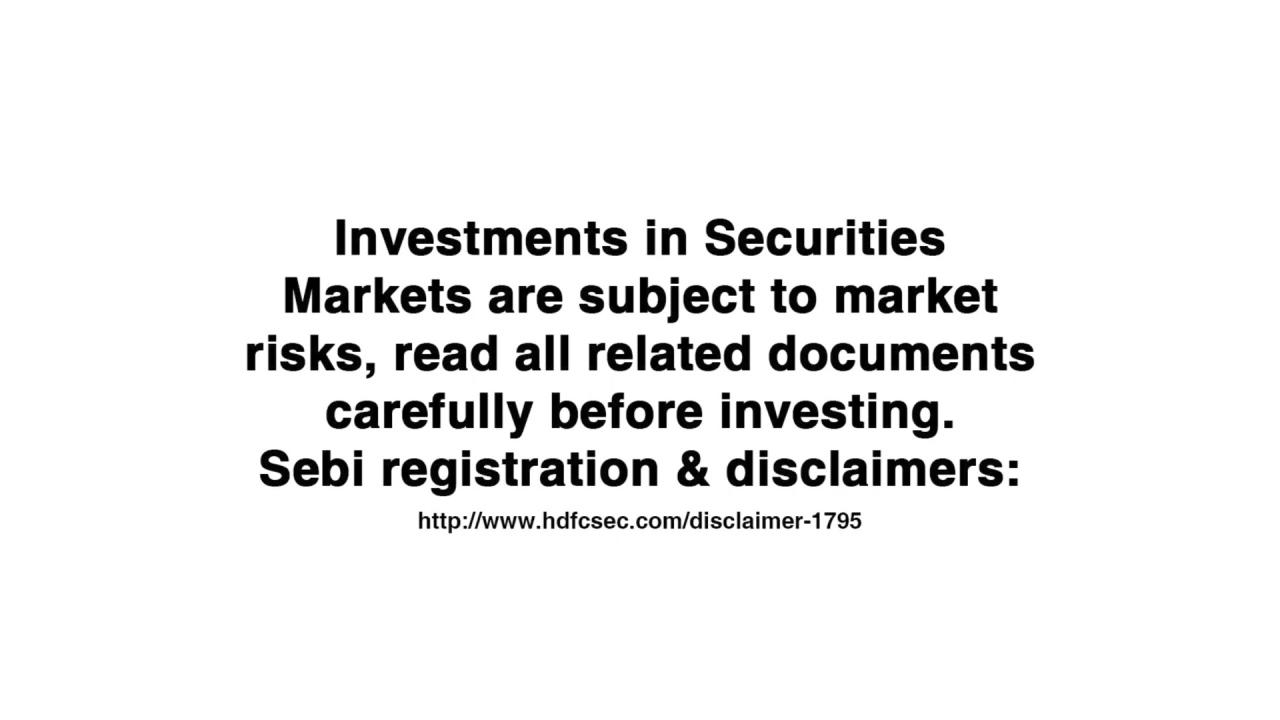 Investments in Securities
Markets are subject to market
risks, read all related documents
carefully before investing.
Sebi registration & disclaimers:
http://www.hdfcsec.com/disclaimer-1795